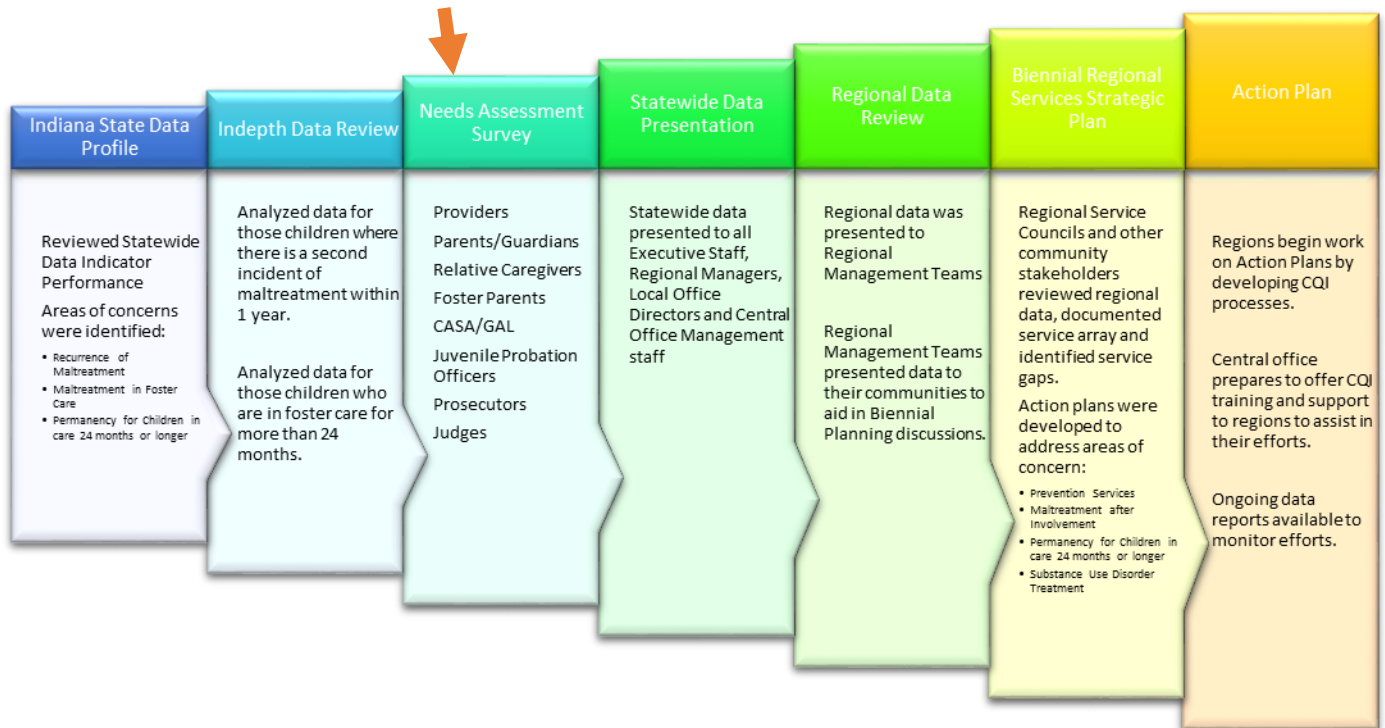 Indiana State Data
Profile
Reviewed Statewide
Data Indicator
Performance
Areas of concerns
were identified:
• Recurrence of
Maltreatment
• Maltreatment in Foster
Care
• Permanency for Children in
care 24 months or longer
Indepth Data Review
Analyzed data for
those children where
there is a second
incident of
maltreatment within
1 year.
Analyzed data for
those children who
are in foster care for
more than 24
months.
Needs Assessment
Survey
Providers
Parents/Guardians
Relative Caregivers
Foster Parents
CASA/GAL
Juvenile Probation
Officers
Prosecutors
Judges
Statewide Data
Presentation
Statewide data
presented to all
Executive Staff,
Regional Managers,
Local Office
Directors and Central
Office Management
staff
Regional Data
Review
Regional data was
presented to
Regional
Management Teams
Regional
Management Teams
presented data to
their communities to
aid in Biennial
Planning discussions.
Biennial Regional
Services Strategic
Plan
Regional Service
Councils and other
community
stakeholders
reviewed regional
data, documented
service array and
identified service
gaps.
Action plans were
developed to
address areas of
concern:
• Prevention Services
• Maltreatment after
Involvement
• Permanency for Children in
care 24 months or longer
• Substance Use Disorder
Treatment
Action Plan
Regions begin work
on Action Plans by
developing CQI
processes.
Central office
prepares to offer CQI
training and support
to regions to assist in
their efforts.
Ongoing data
reports available to
monitor efforts.